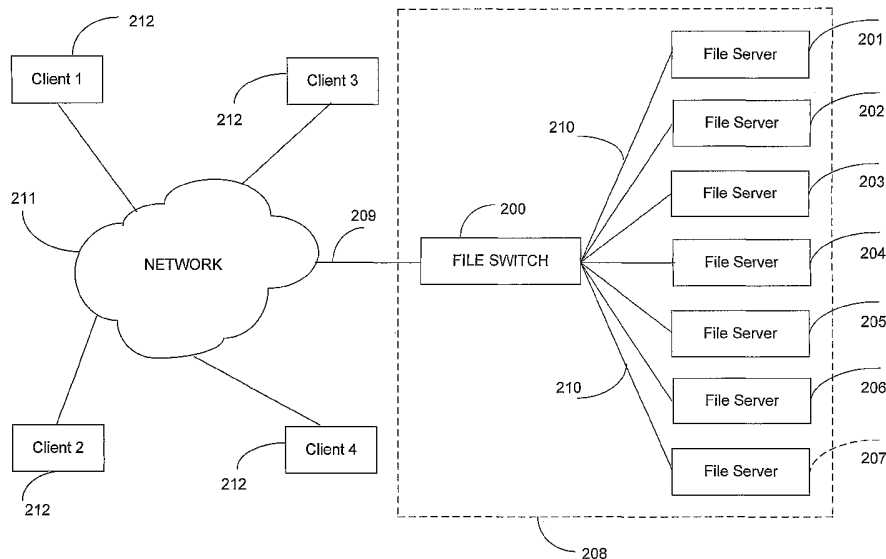 212
Client 1
Client 3
212
201
File Server
202
File Server
210
203
File Server
211
200
209
NETWORK
FILE SWITCH
204
File Server
205
File Server
210
206
File Server
Client 2
212
Client 4
212
207
File Server
208